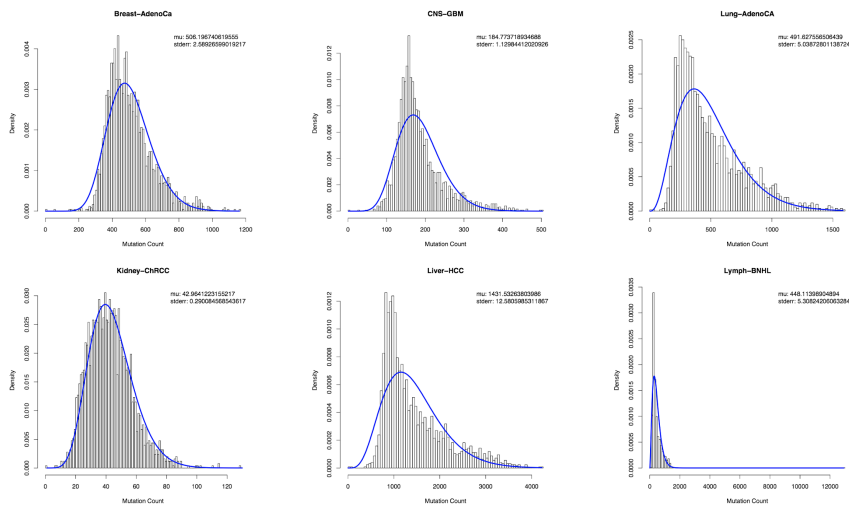 Breast−AdenoCa
mu: 506.196740619555
stderr: 2.58926599019217
Density
0.000 0.001 0.002 0.003 0.004
0 200 400 600 800 1000 1200
Mutation Count
CNS−GBM
mu: 184.773718934688
stderr: 1.12984412020926
Density
0.000 0.002 0.004 0.006 0.008 0.010 0.012
0 100 200 300 400 500
Mutation Count
Lung−AdenoCA
mu: 491.627556506439
stderr: 5.03672801138724
Density
0.0000 0.0005 0.0010 0.0015 0.0020 0.0025
0 500 1000 1500
Mutation Count
Kidney−ChRCC
mu: 42.9641223155217
stderr: 0.290084568543617
Density
0.000 0.005 0.010 0.015 0.020 0.025 0.030
0 20 40 60 80 100 120
Mutation Count
Liver−HCC
mu: 1431.53263803986
stderr: 12.5805985311867
Density
0.0000 0.0002 0.0004 0.0006 0.0008 0.0010 0.0012
0 1000 2000 3000 4000
Mutation Count
Lymph−BNHL
mu: 448.11398904894
stderr: 5.30824206063284
Density
0.0000 0.0005 0.0010 0.0015 0.0020 0.0025 0.0030 0.0035
0 2000 4000 6000 8000 10000 12000
Mutation Count